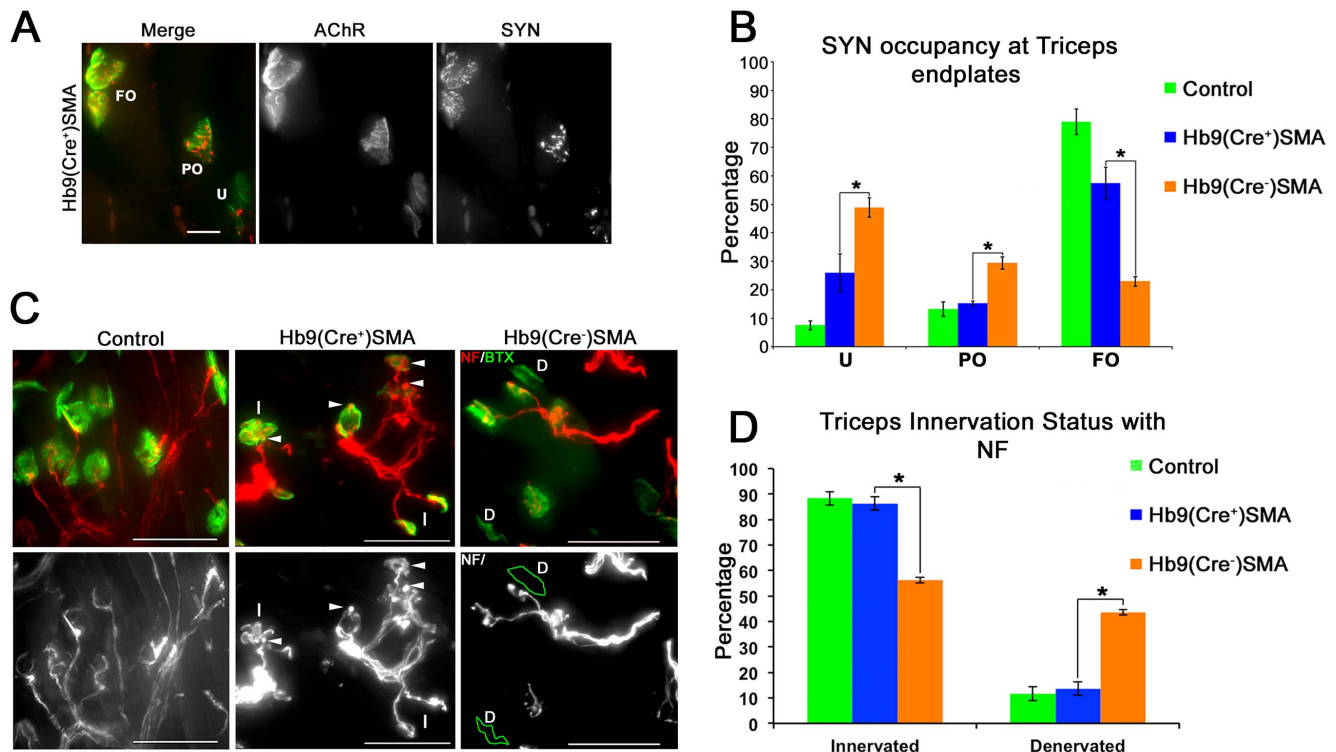 A
Merge
AChR
SYN
Hb9(Cre⁺)SMA
FO
PO
U
B
SYN occupancy at Triceps
endplates
Percentage
100
90
80
70
60
50
40
30
20
10
0
*
*
*
U
PO
FO
Control
Hb9(Cre⁺)SMA
Hb9(Cre⁻)SMA
C
Control
Hb9(Cre⁺)SMA
Hb9(Cre⁻)SMA
I
I
NF/BTX
D
D
I
I
NF/
D
D
D
Triceps Innervation Status with
NF
Percentage
100
90
80
70
60
50
40
30
20
10
0
*
*
Innervated
Denervated
Control
Hb9(Cre⁺)SMA
Hb9(Cre⁻)SMA